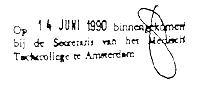 Op 14 JUNI 1990 binnengekomen
bij de Secretaris van het Medisch
Tuchtcollege te Amsterdam